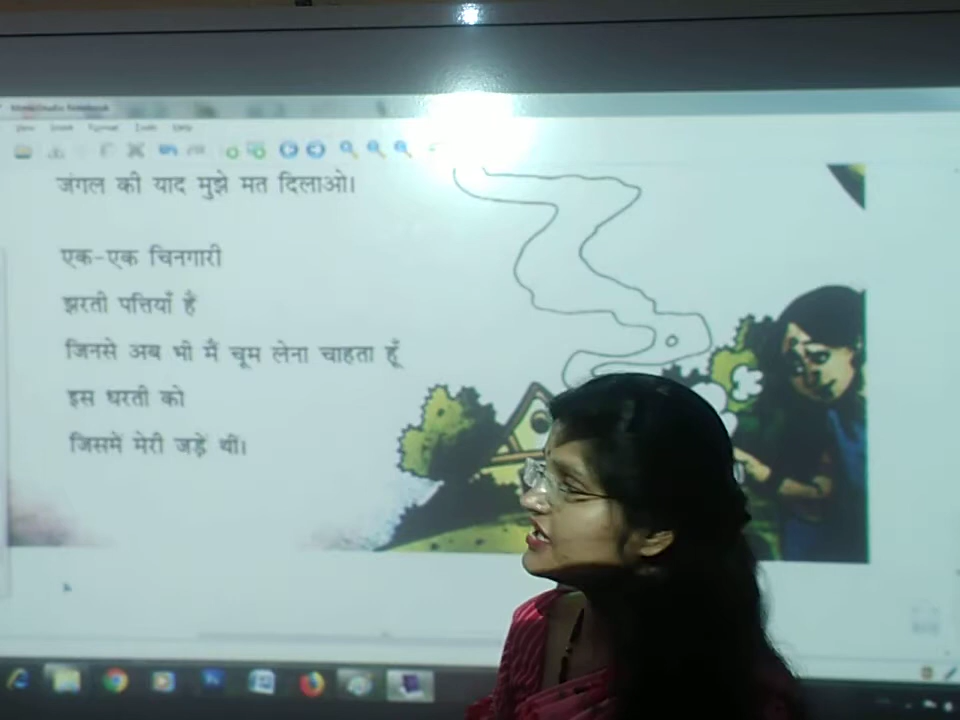 जंगल की याद मुझे मत दिलाओ।
एक-एक चिनगारी
झरती पत्तियाँ हैं
जिनसे अब भी मैं चूम लेना चाहता हूँ
इस धरती को
जिसमें मेरी जड़ें थीं।